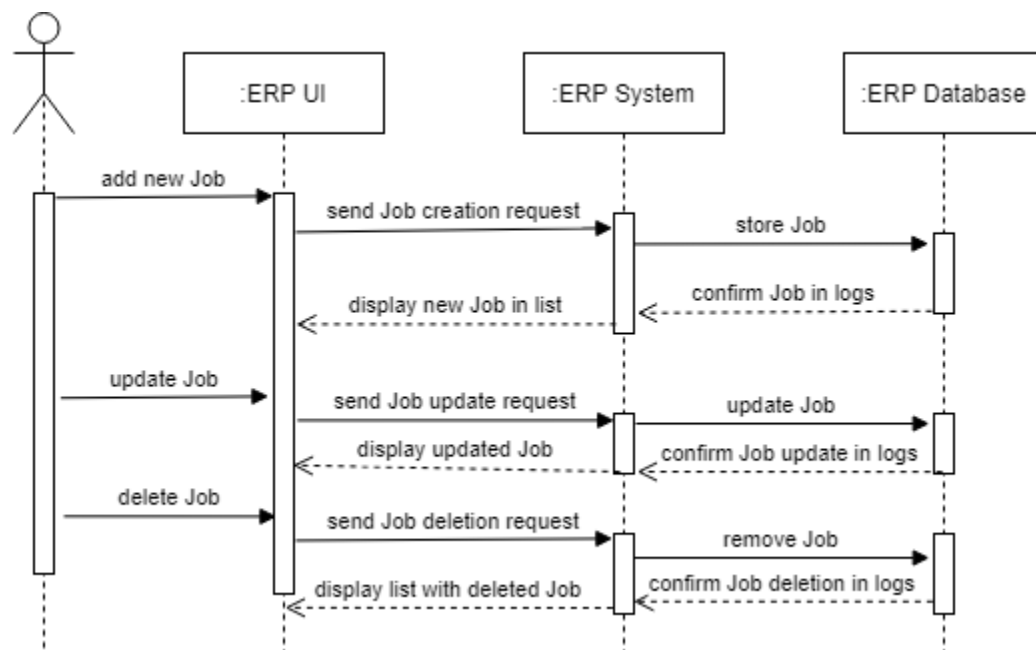 :ERP UI
:ERP System
:ERP Database
add new Job
send Job creation request
store Job
confirm Job in logs
display new Job in list
update Job
send Job update request
update Job
confirm Job update in logs
display updated Job
delete Job
send Job deletion request
remove Job
confirm Job deletion in logs
display list with deleted Job